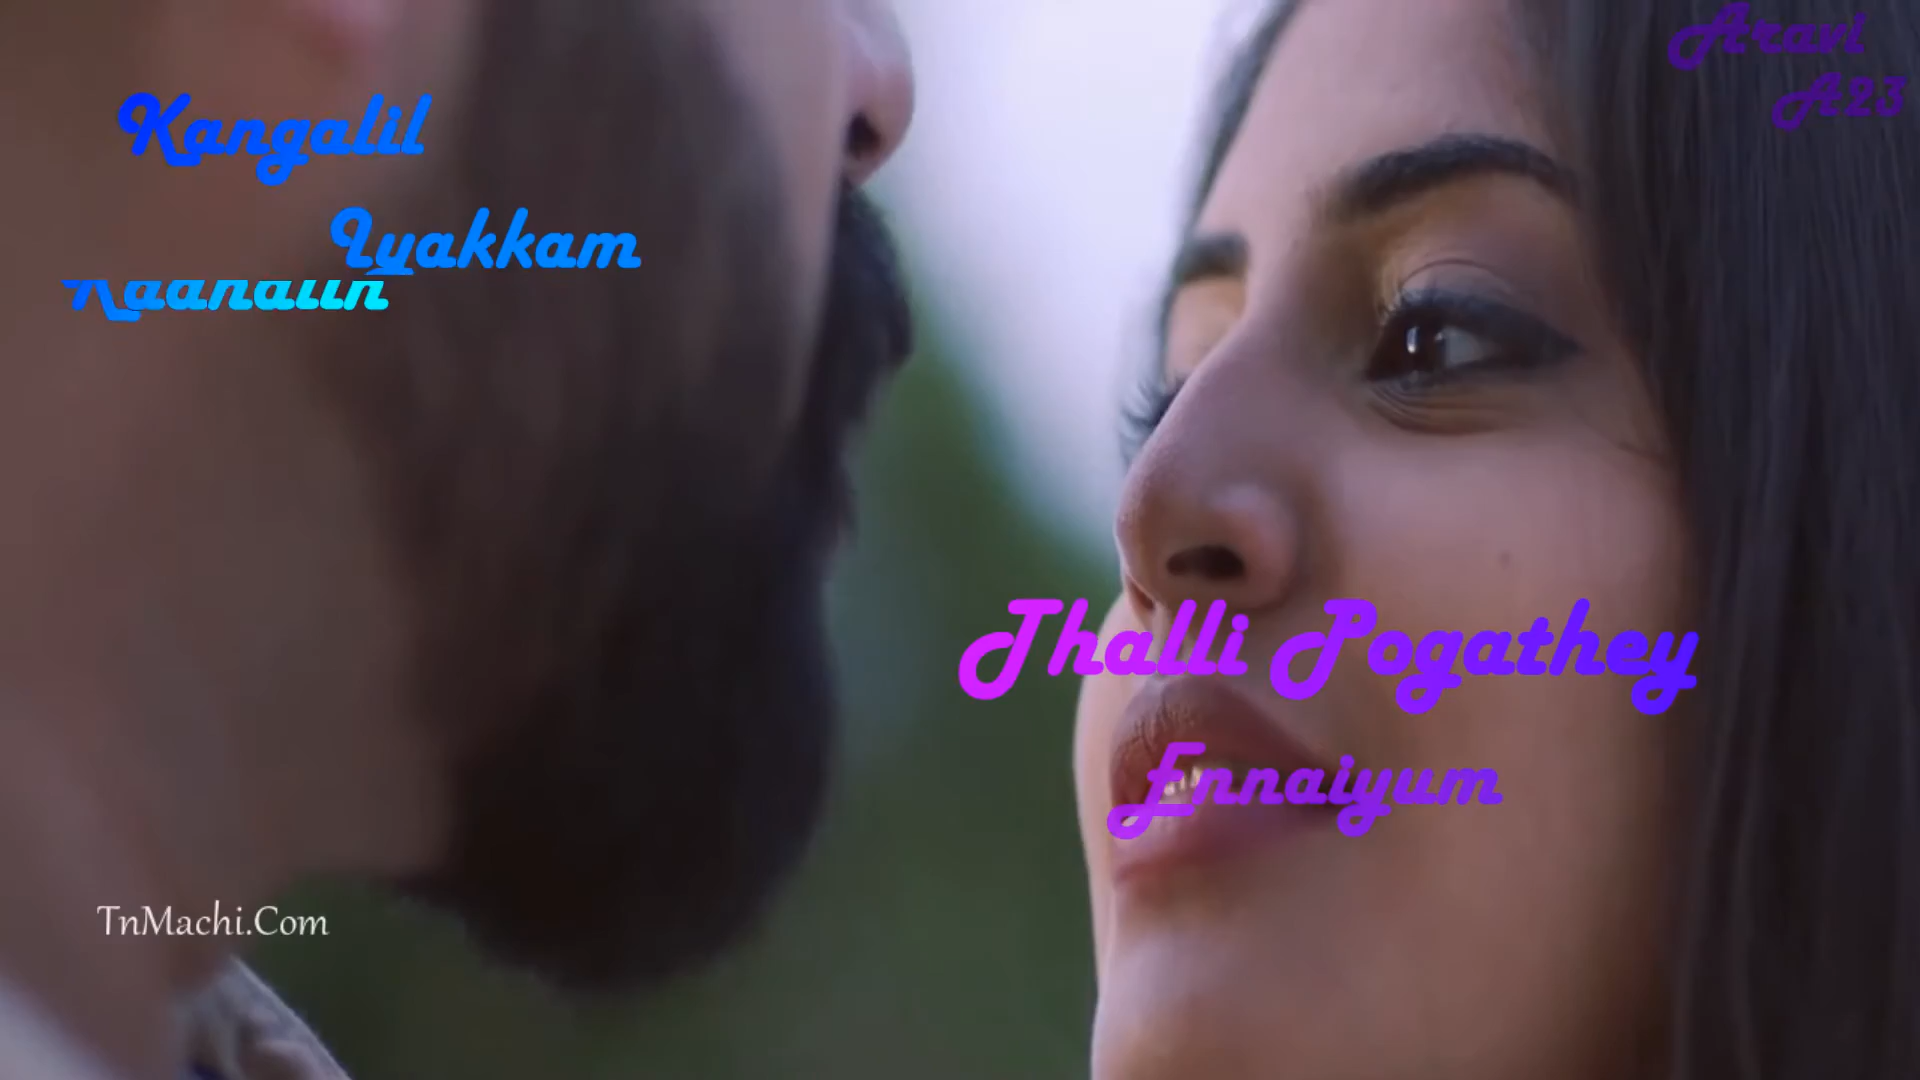 Aravi
A23
Kangalil
Iyakkam
Thalli Pogathey
Ennaiyum
TnMachi.Com